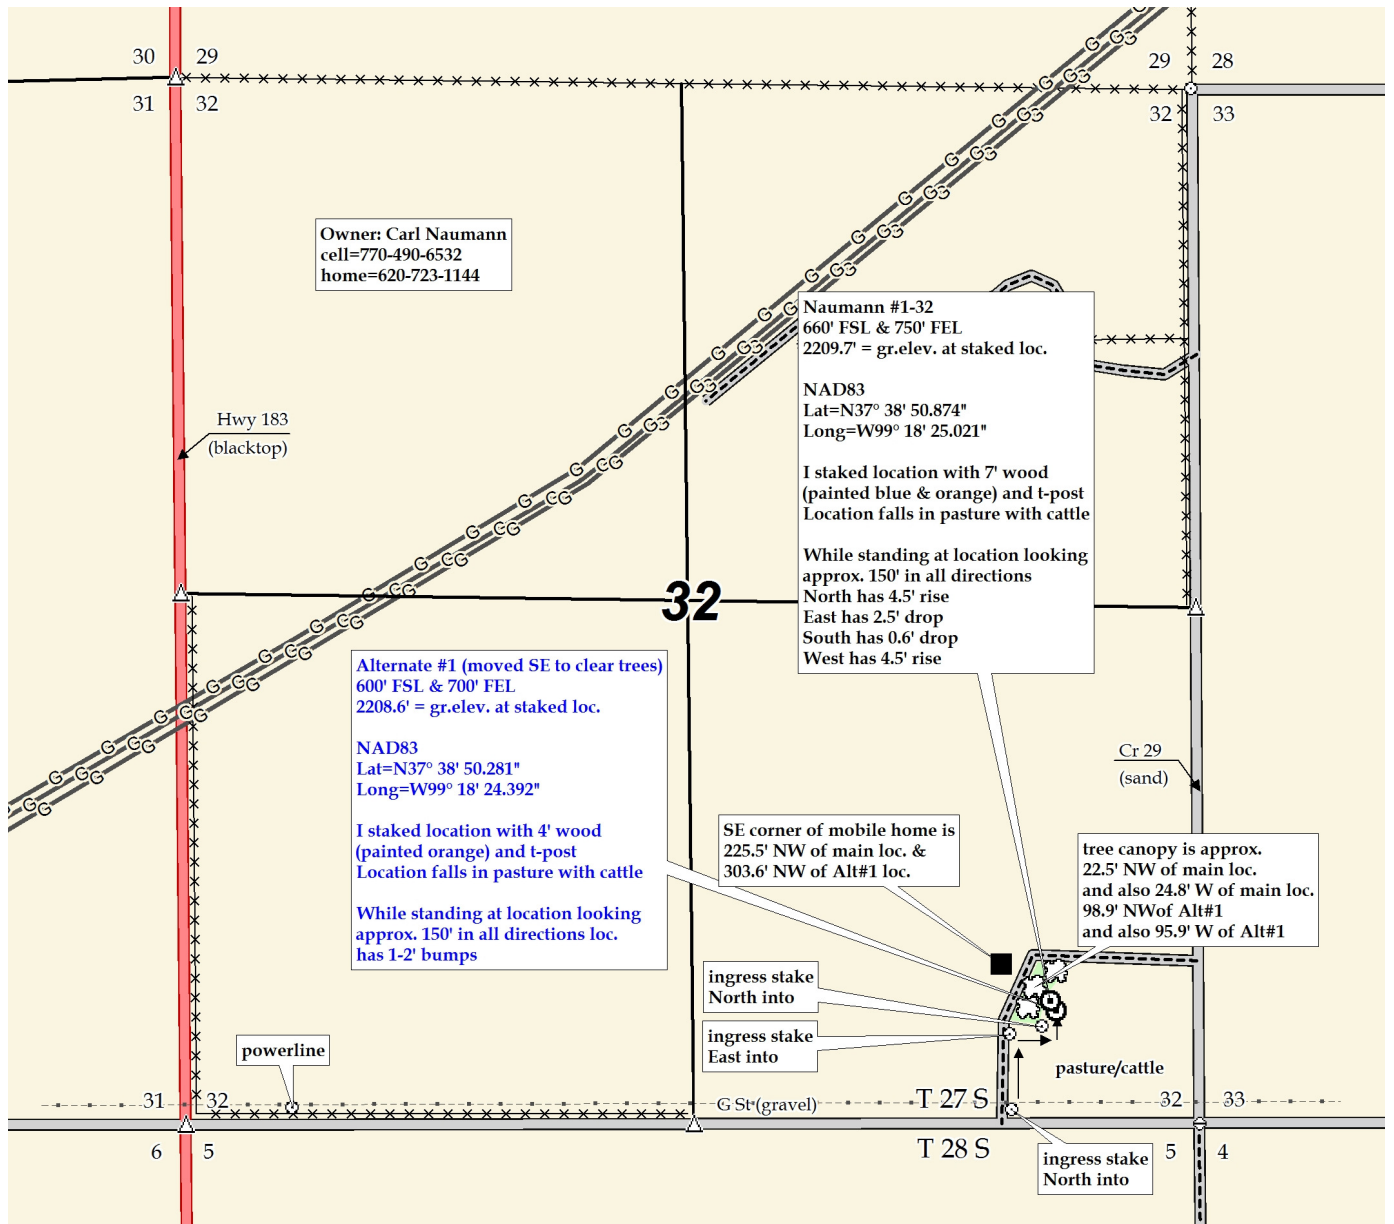 30 29
29 28
31 32
32 33
Owner: Carl Naumann
cell=770-490-6532
home=620-723-1144
Naumann #1-32
660' FSL & 750' FEL
2209.7' = gr.elev. at staked loc.
NAD83
Lat=N37° 38' 50.874"
Long=W99° 18' 25.021"
I staked location with 7' wood
(painted blue & orange) and t-post
Location falls in pasture with cattle
While standing at location looking
approx. 150' in all directions
North has 4.5' rise
East has 2.5' drop
South has 0.6' drop
West has 4.5' rise
Hwy 183
(blacktop)
32
Alternate #1 (moved SE to clear trees)
600' FSL & 700' FEL
2208.6' = gr.elev. at staked loc.
NAD83
Lat=N37° 38' 50.281"
Long=W99° 18' 24.392"
I staked location with 4' wood
(painted orange) and t-post
Location falls in pasture with cattle
While standing at location looking
approx. 150' in all directions loc.
has 1-2' bumps
Cr 29
(sand)
SE corner of mobile home is
225.5' NW of main loc. &
303.6' NW of Alt#1 loc.
tree canopy is approx.
22.5' NW of main loc.
and also 24.8' W of main loc.
98.9' NWof Alt#1
and also 95.9' W of Alt#1
ingress stake
North into
ingress stake
East into
powerline
pasture/cattle
31 32
G St (gravel)
T 27 S
32 33
6 5
T 28 S
5 4
ingress stake
North into